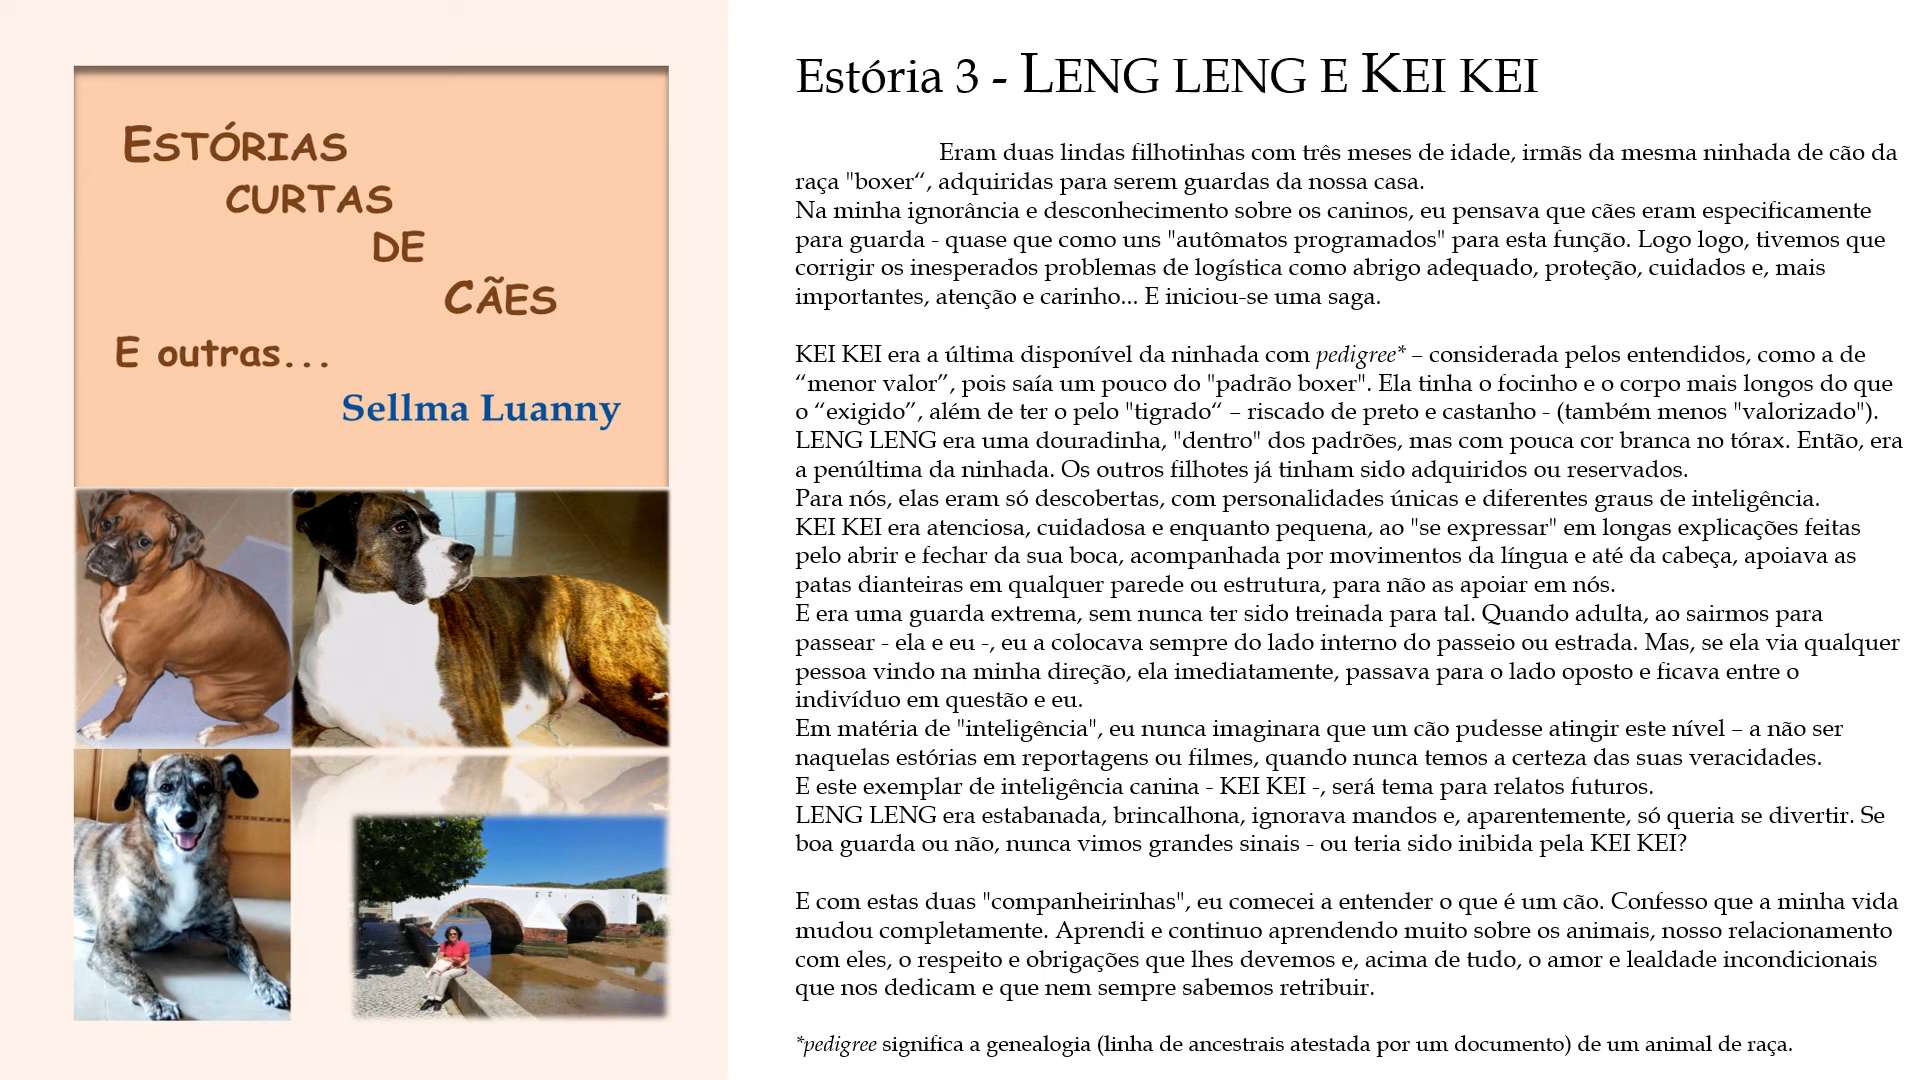 ESTÓRIAS
CURTAS
DE
CÃES
E outras...
Sellma Luanny
Estória 3 - LENG LENG E KEI KEI
Eram duas lindas filhotinhas com três meses de idade, irmãs da mesma ninhada de cão da
raça "boxer“, adquiridas para serem guardas da nossa casa.
Na minha ignorância e desconhecimento sobre os caninos, eu pensava que cães eram especificamente
para guarda - quase que como uns "autômatos programados" para esta função. Logo logo, tivemos que
corrigir os inesperados problemas de logística como abrigo adequado, proteção, cuidados e, mais
importantes, atenção e carinho... E iniciou-se uma saga.
KEI KEI era a última disponível da ninhada com pedigree* – considerada pelos entendidos, como a de
“menor valor”, pois saía um pouco do "padrão boxer". Ela tinha o focinho e o corpo mais longos do que
o “exigido”, além de ter o pelo "tigrado“ – riscado de preto e castanho - (também menos "valorizado").
LENG LENG era uma douradinha, "dentro" dos padrões, mas com pouca cor branca no tórax. Então, era
a penúltima da ninhada. Os outros filhotes já tinham sido adquiridos ou reservados.
Para nós, elas eram só descobertas, com personalidades únicas e diferentes graus de inteligência.
KEI KEI era atenciosa, cuidadosa e enquanto pequena, ao "se expressar" em longas explicações feitas
pelo abrir e fechar da sua boca, acompanhada por movimentos da língua e até da cabeça, apoiava as
patas dianteiras em qualquer parede ou estrutura, para não as apoiar em nós.
E era uma guarda extrema, sem nunca ter sido treinada para tal. Quando adulta, ao sairmos para
passear - ela e eu -, eu a colocava sempre do lado interno do passeio ou estrada. Mas, se ela via qualquer
pessoa vindo na minha direção, ela imediatamente, passava para o lado oposto e ficava entre o
indivíduo em questão e eu.
Em matéria de "inteligência", eu nunca imaginara que um cão pudesse atingir este nível – a não ser
naquelas estórias em reportagens ou filmes, quando nunca temos a certeza das suas veracidades.
E este exemplar de inteligência canina - KEI KEI -, será tema para relatos futuros.
LENG LENG era estabanada, brincalhona, ignorava mandos e, aparentemente, só queria se divertir. Se
boa guarda ou não, nunca vimos grandes sinais - ou teria sido inibida pela KEI KEI?
E com estas duas "companheirinhas", eu comecei a entender o que é um cão. Confesso que a minha vida
mudou completamente. Aprendi e continuo aprendendo muito sobre os animais, nosso relacionamento
com eles, o respeito e obrigações que lhes devemos e, acima de tudo, o amor e lealdade incondicionais
que nos dedicam e que nem sempre sabemos retribuir.
*pedigree significa a genealogia (linha de ancestrais atestada por um documento) de um animal de raça.